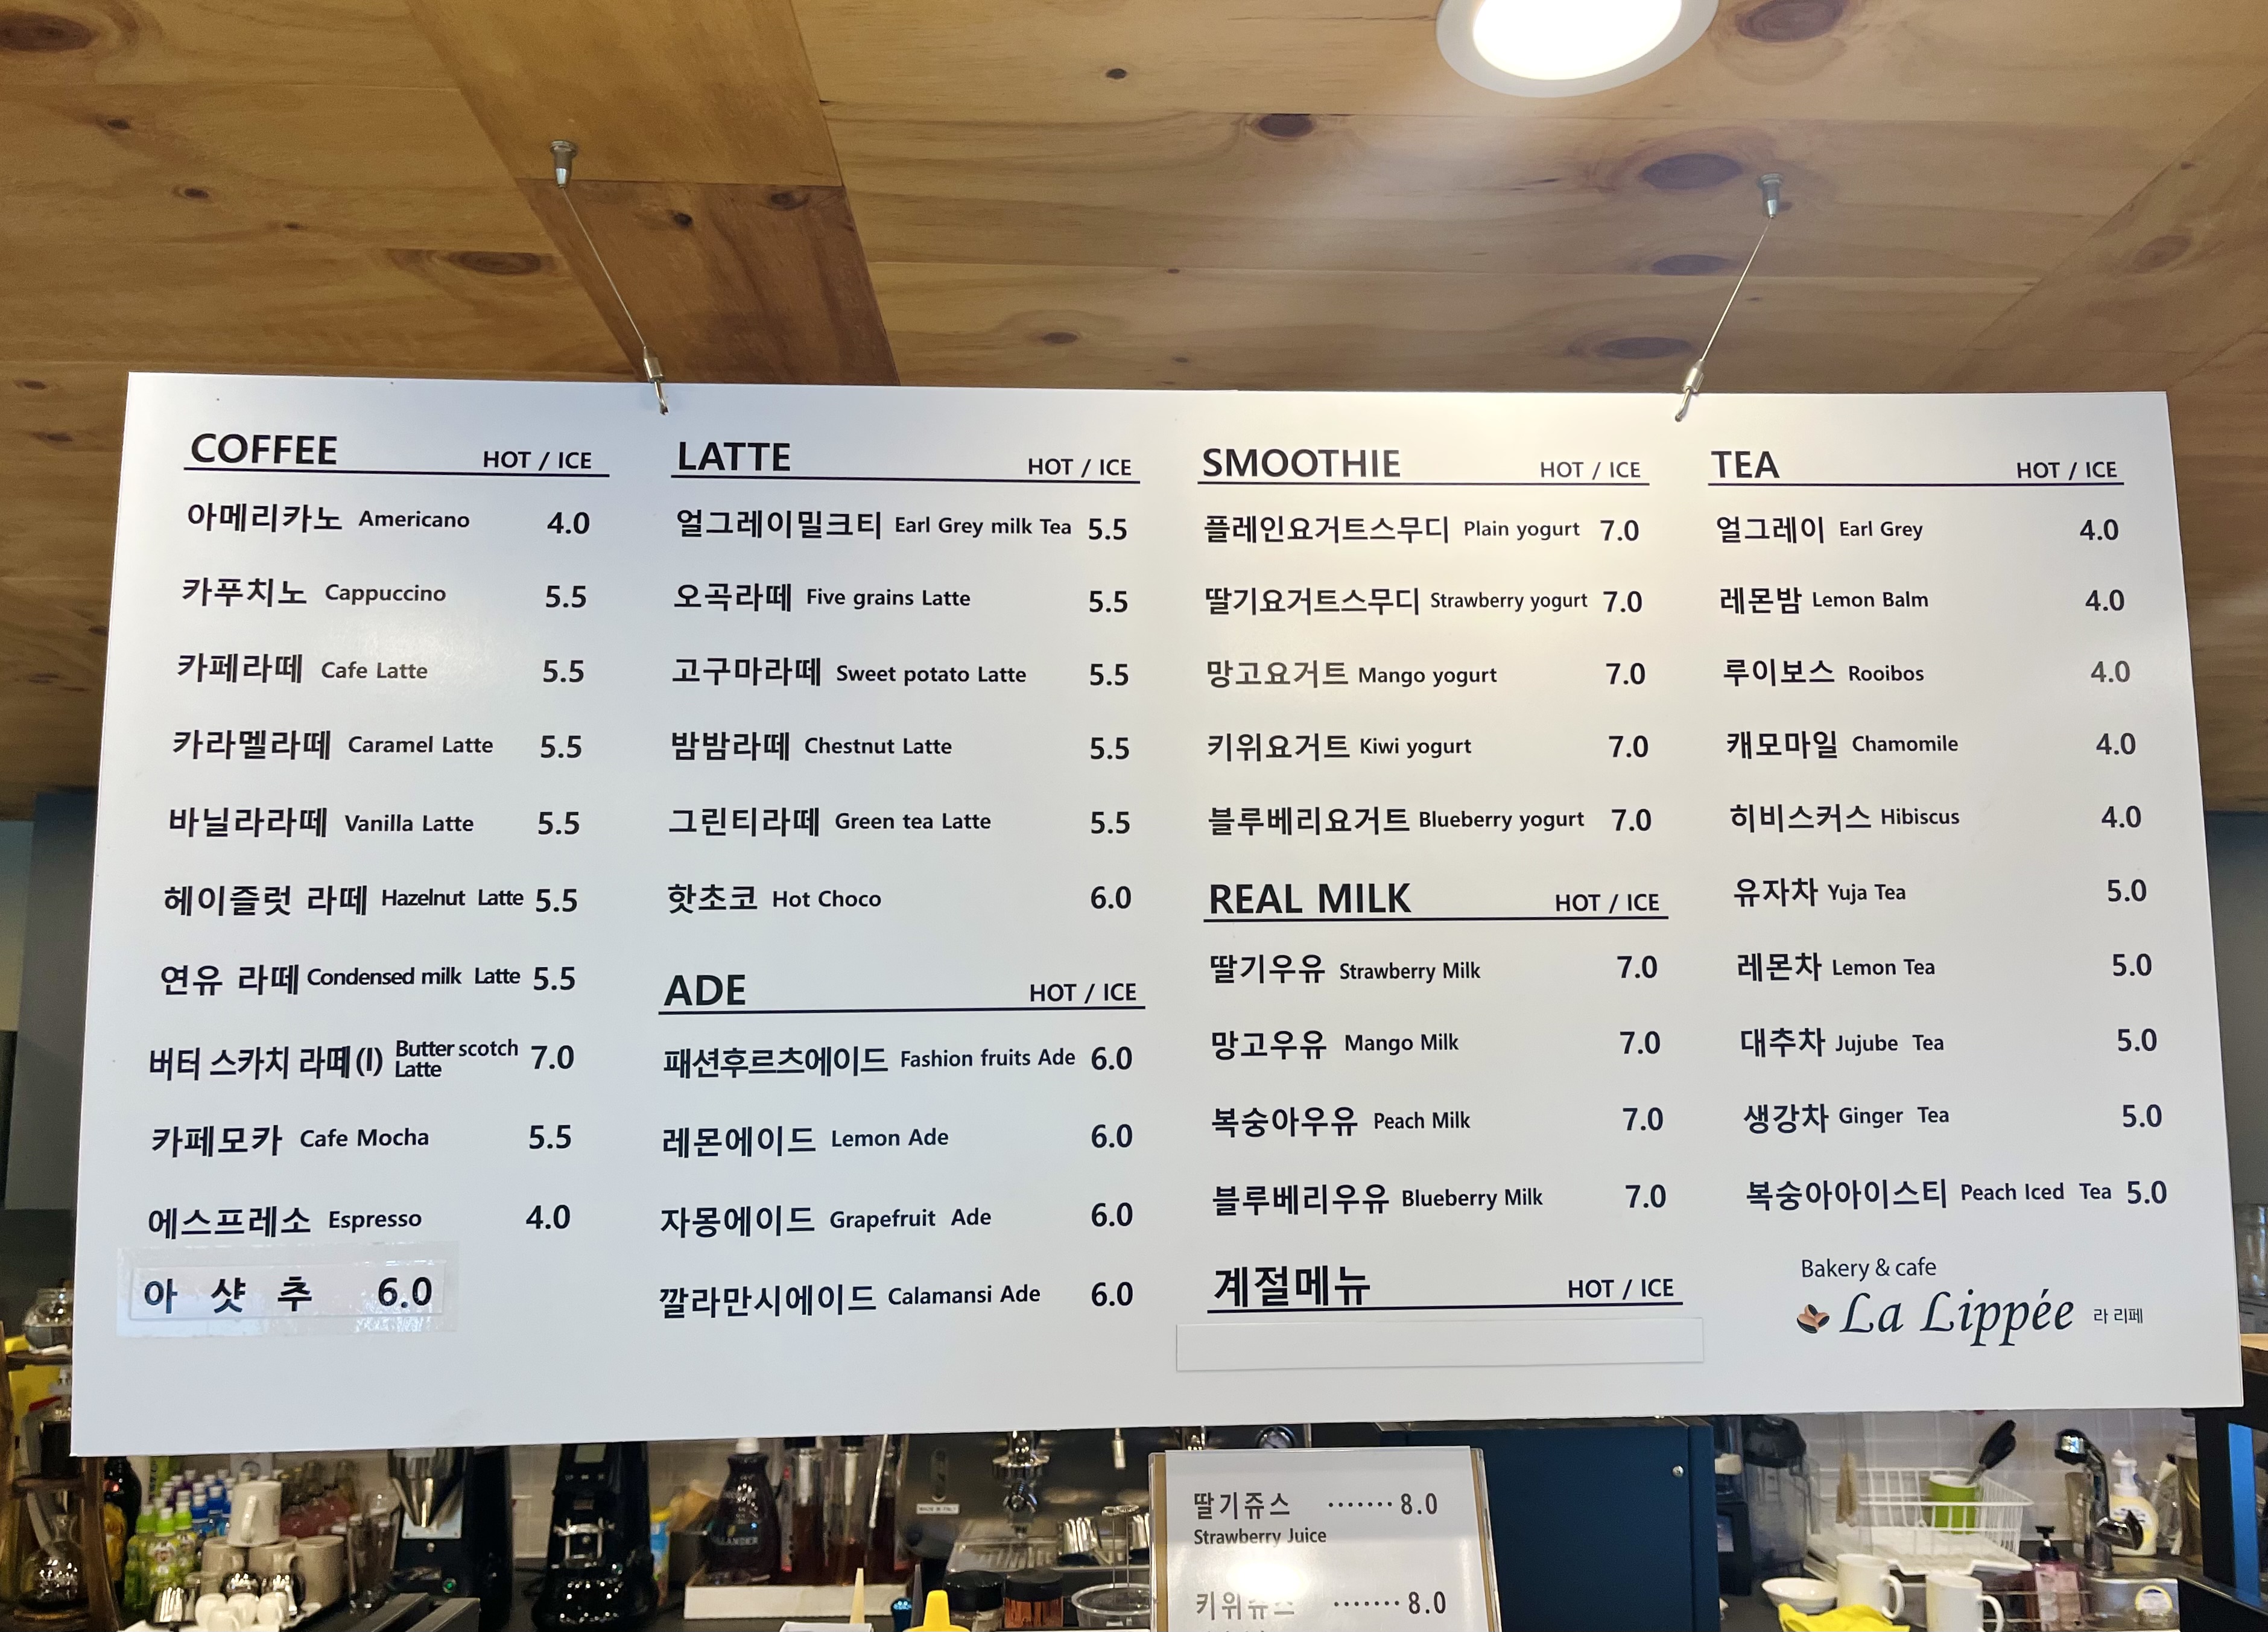 COFFEE HOT / ICE
아메리카노 Americano 4.0
카푸치노 Cappuccino 5.5
카페라떼 Cafe Latte 5.5
카라멜라떼 Caramel Latte 5.5
바닐라라떼 Vanilla Latte 5.5
헤이즐럿 라떼 Hazelnut Latte 5.5
연유 라떼 Condensed milk Latte 5.5
버터 스카치 라떼(I) Butter scotch
Latte 7.0
카페모카 Cafe Mocha 5.5
에스프레소 Espresso 4.0
아 샷 추 6.0
LATTE HOT / ICE
얼그레이밀크티 Earl Grey milk Tea 5.5
오곡라떼 Five grains Latte 5.5
고구마라떼 Sweet potato Latte 5.5
밤밤라떼 Chestnut Latte 5.5
그린티라떼 Green tea Latte 5.5
핫초코 Hot Choco 6.0
ADE HOT / ICE
패션후르츠에이드 Fashion fruits Ade 6.0
레몬에이드 Lemon Ade 6.0
자몽에이드 Grapefruit Ade 6.0
깔라만시에이드 Calamansi Ade 6.0
SMOOTHIE HOT / ICE
플레인요거트스무디 Plain yogurt 7.0
딸기요거트스무디 Strawberry yogurt 7.0
망고요거트 Mango yogurt 7.0
키위요거트 Kiwi yogurt 7.0
블루베리요거트 Blueberry yogurt 7.0
REAL MILK HOT / ICE
딸기우유 Strawberry Milk 7.0
망고우유 Mango Milk 7.0
복숭아우유 Peach Milk 7.0
블루베리우유 Blueberry Milk 7.0
계절메뉴 HOT / ICE
TEA HOT / ICE
얼그레이 Earl Grey 4.0
레몬밤 Lemon Balm 4.0
루이보스 Rooibos 4.0
캐모마일 Chamomile 4.0
히비스커스 Hibiscus 4.0
유자차 Yuja Tea 5.0
레몬차 Lemon Tea 5.0
대추차 Jujube Tea 5.0
생강차 Ginger Tea 5.0
복숭아아이스티 Peach Iced Tea 5.0
Bakery & cafe
La Lippée 라 리페
딸기쥬스 ······· 8.0
Strawberry Juice
키위쥬스 ······· 8.0